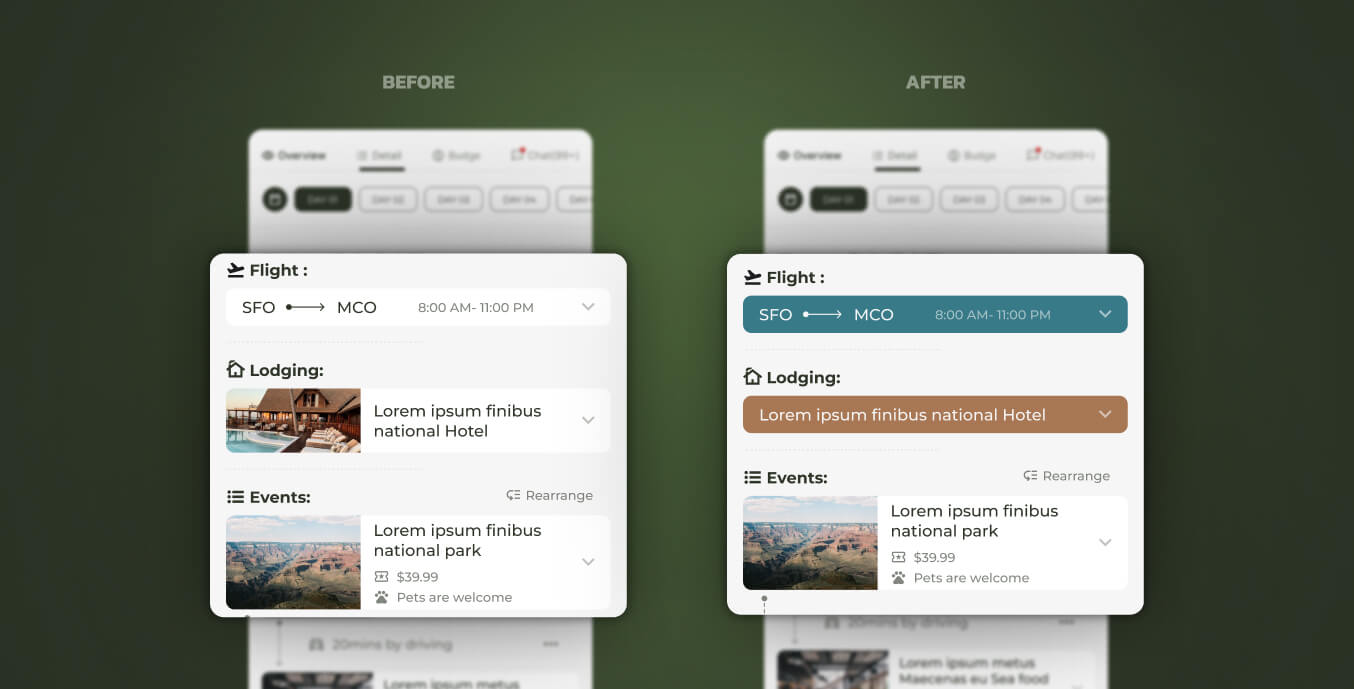 BEFORE
AFTER
Overview
Detail
Budge
Chat(99+)
DAY 01
DAY 02
DAY 03
DAY 04
DAY
Flight :
SFO MCO 8:00 AM- 11:00 PM
Lodging:
Lorem ipsum finibus
national Hotel
Events:
Rearrange
Lorem ipsum finibus
national park
$39.99
Pets are welcome
20mins by driving
Lorem ipsum metus
Overview
Detail
Budge
Chat(99+)
DAY 01
DAY 02
DAY 03
DAY 04
DAY
Flight :
SFO MCO 8:00 AM- 11:00 PM
Lodging:
Lorem ipsum finibus national Hotel
Events:
Rearrange
Lorem ipsum finibus
national park
$39.99
Pets are welcome
20mins by driving
Lorem ipsum metus
Maecenas eu Sea food